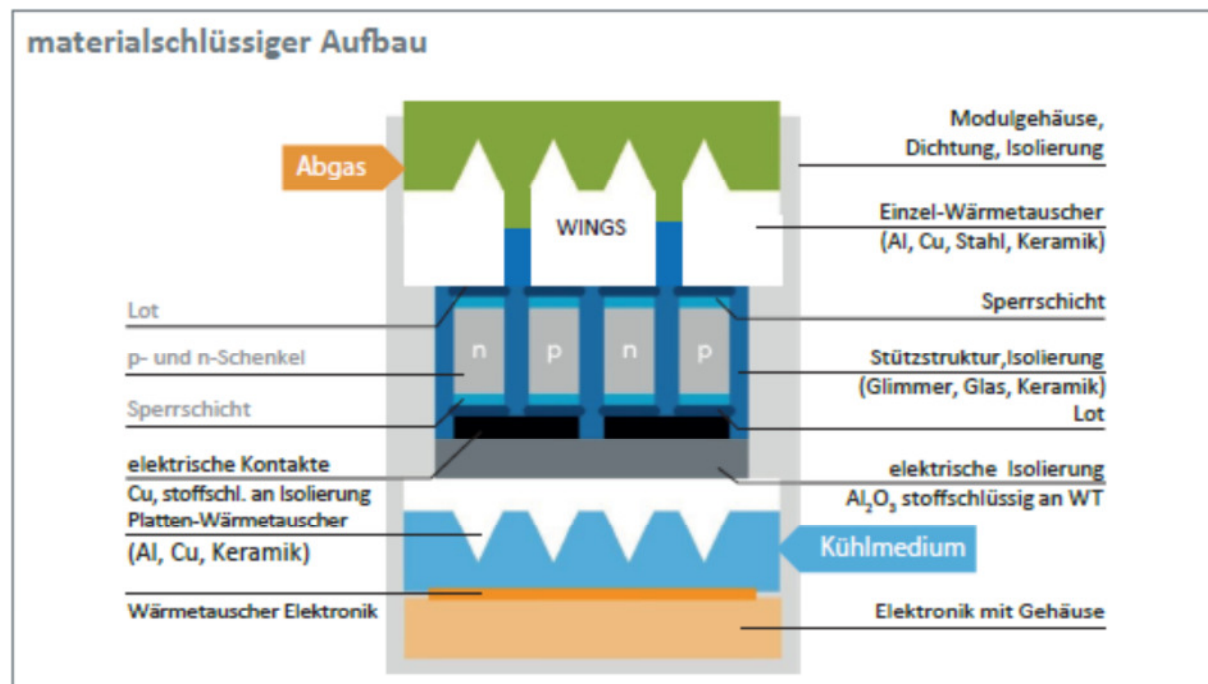 materialschlüssiger Aufbau
Abgas
WINGS
n p n p
Lot
p- und n-Schenkel
Sperrschicht
elektrische Kontakte
Cu, stoffschl. an Isolierung
Platten-Wärmetauscher
(Al, Cu, Keramik)
Wärmetauscher Elektronik
Modulgehäuse,
Dichtung, Isolierung
Einzel-Wärmetauscher
(Al, Cu, Stahl, Keramik)
Sperrschicht
Stützstruktur,Isolierung
(Glimmer, Glas, Keramik)
Lot
elektrische Isolierung
Al₂O₃ stoffschlüssig an WT
Kühlmedium
Elektronik mit Gehäuse